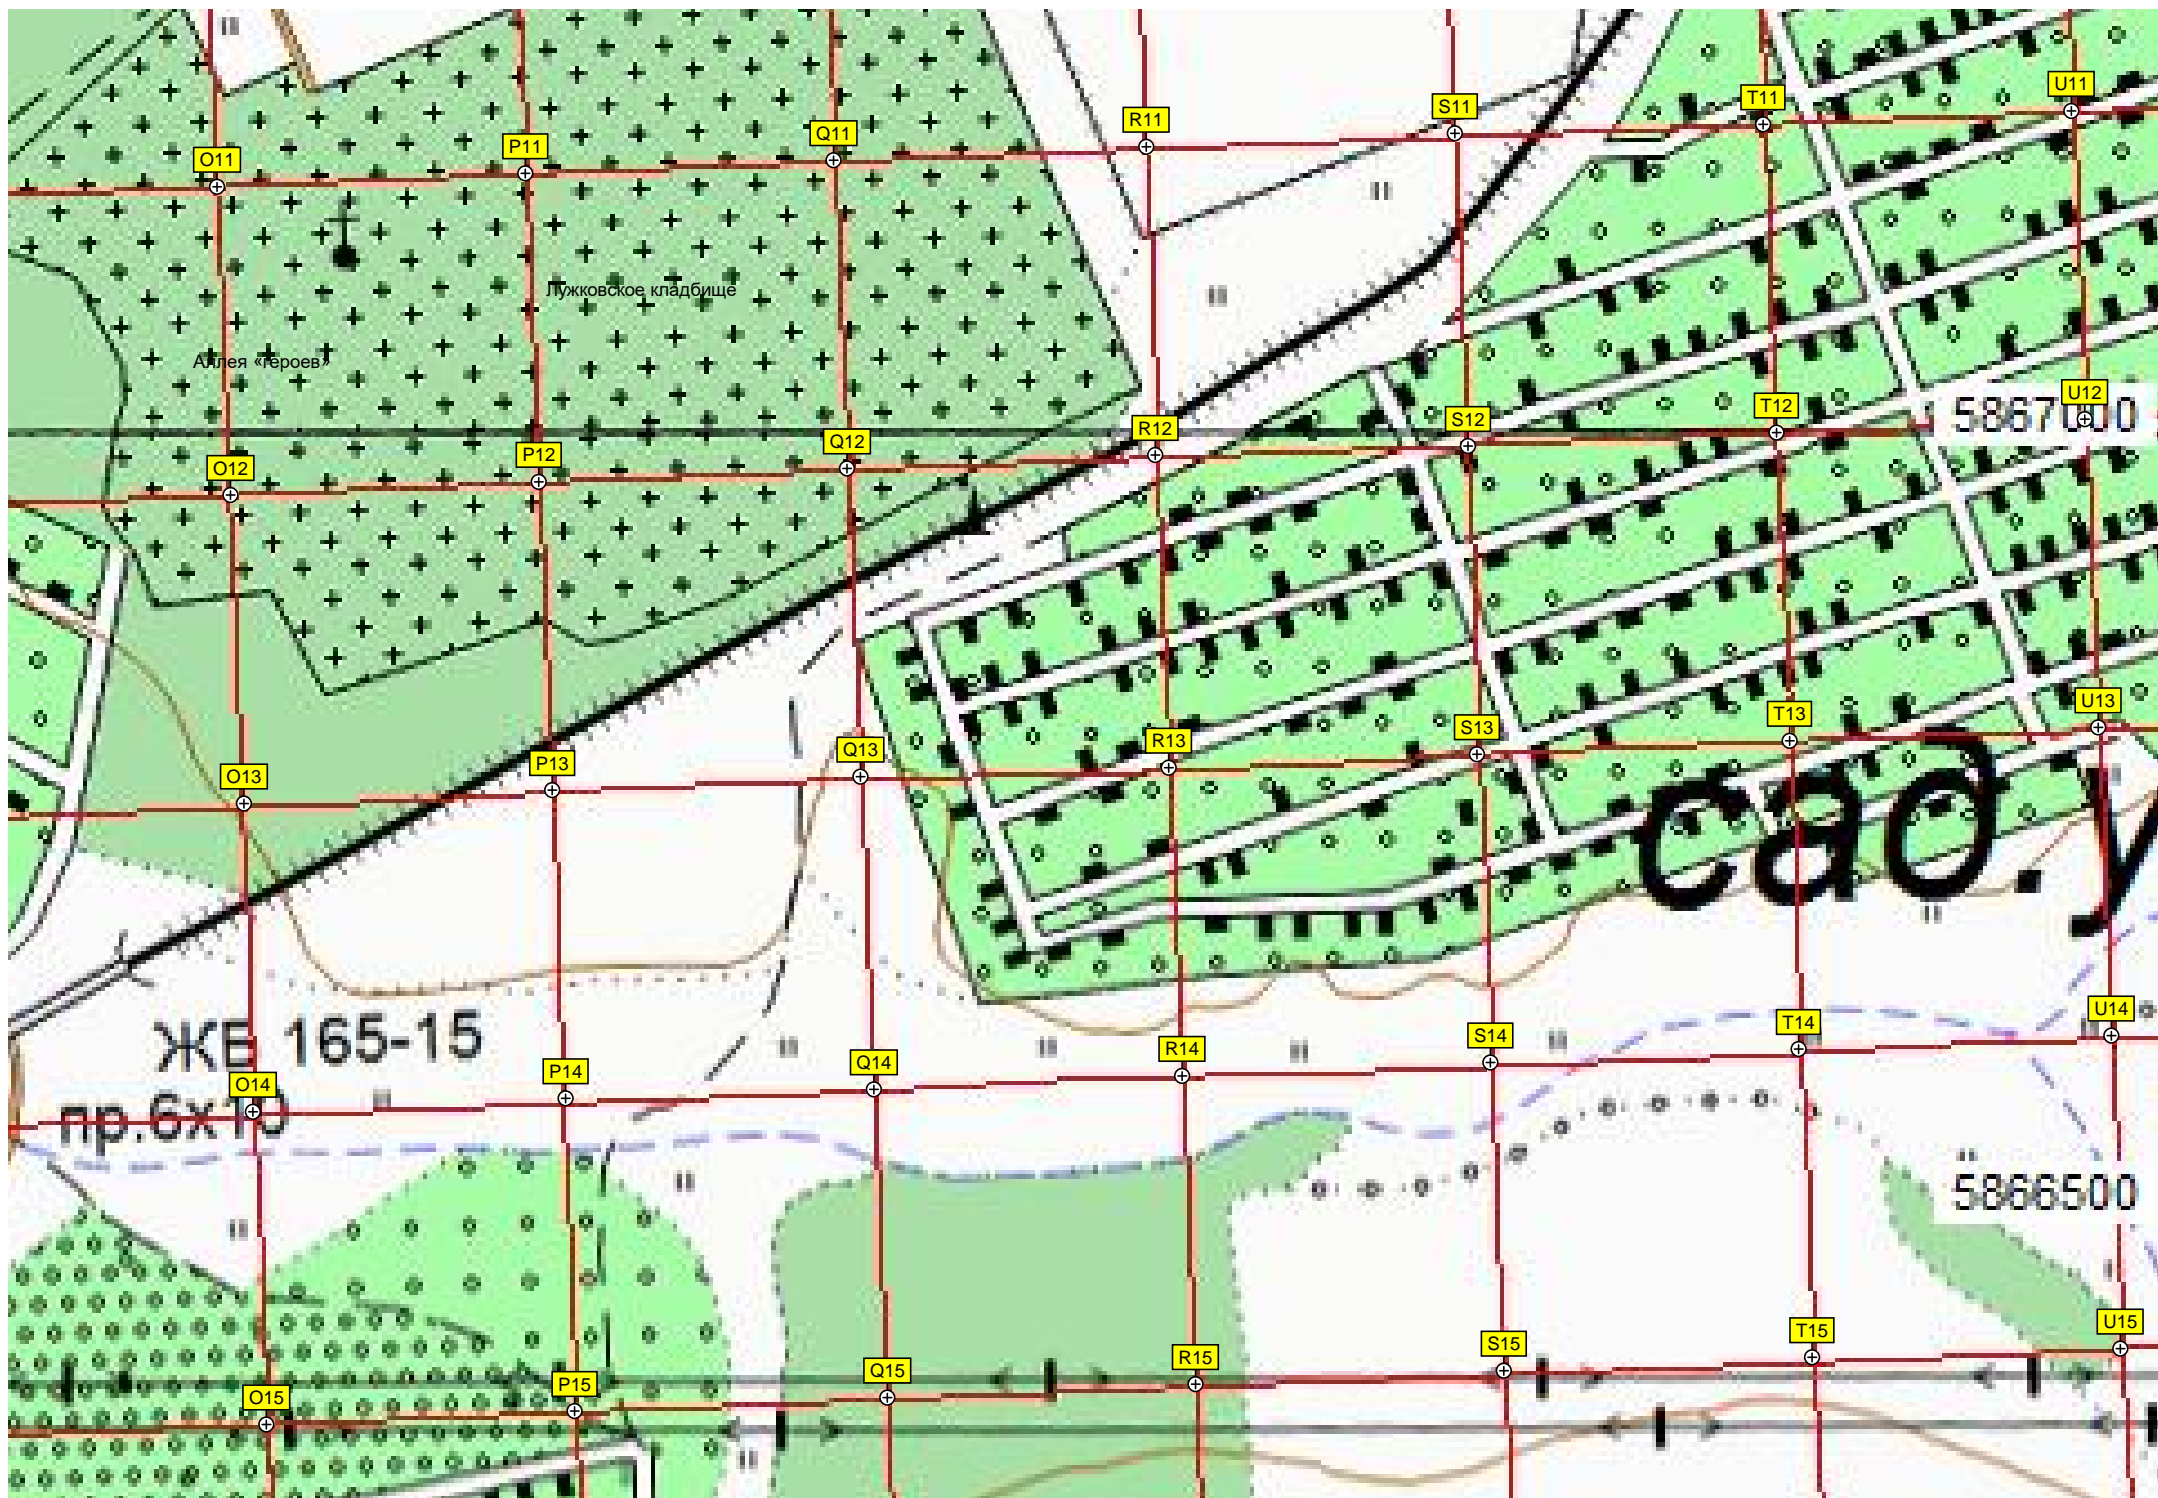 U11
T11
S11
R11
Q11
P11
O11
Лужковское кладбище
Аллея «героев»
U12
5867000
T12
S12
R12
Q12
P12
O12
U13
T13
S13
R13
Q13
P13
O13
сад.у
U14
T14
S14
R14
Q14
P14
O14
ЖБ 165-15
пр.6х10
5866500
U15
T15
S15
R15
Q15
P15
O15